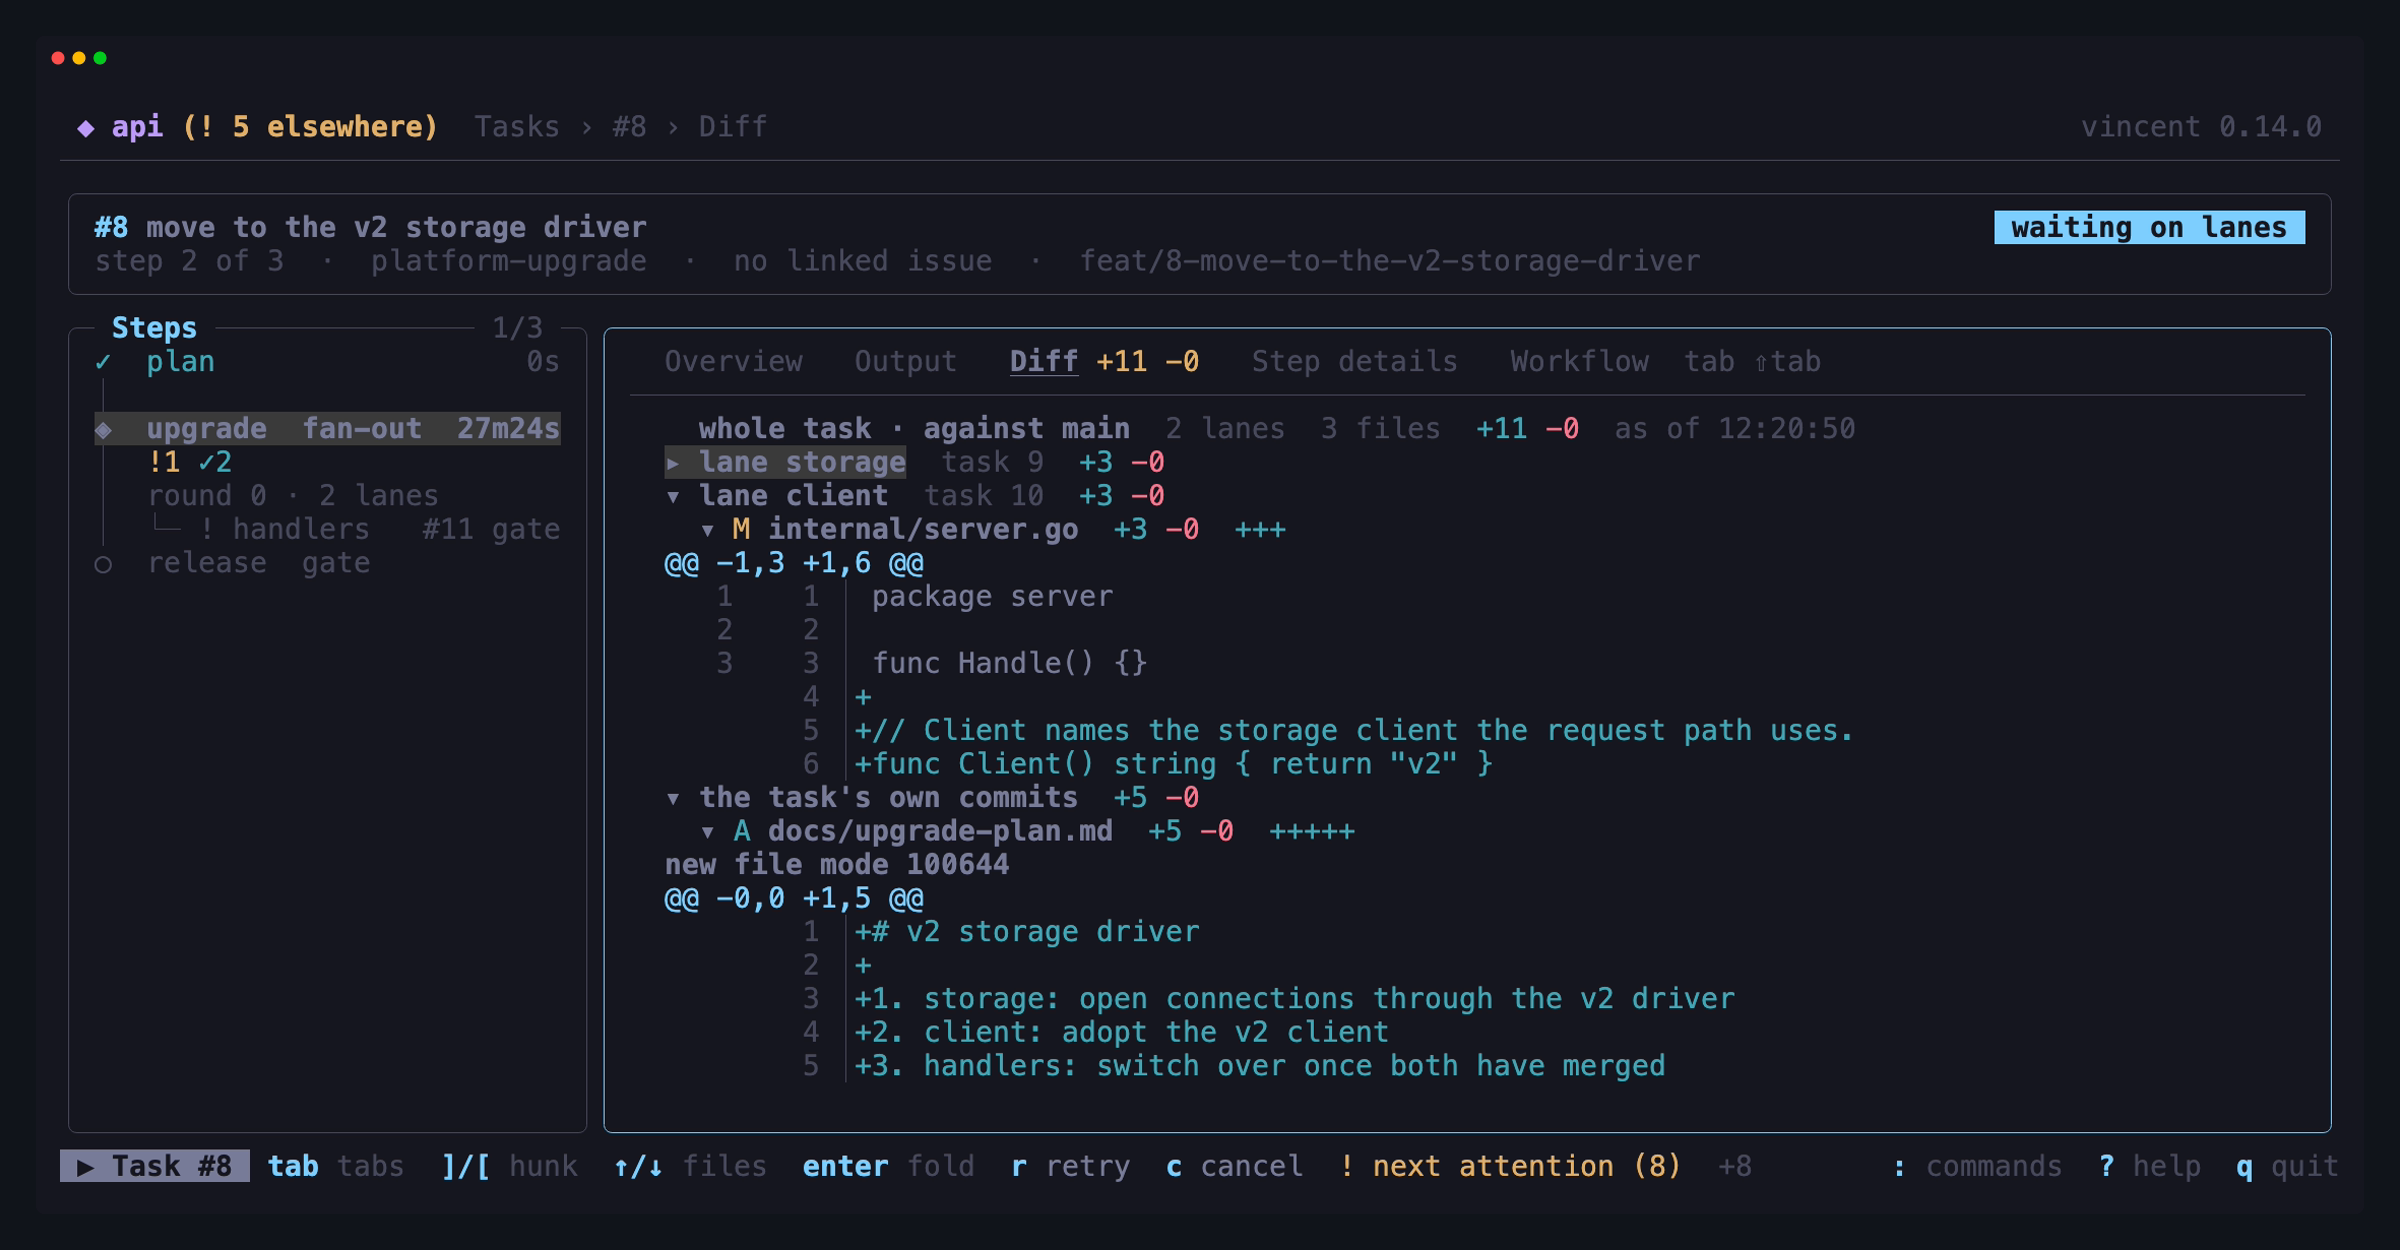 ◆ api (! 5 elsewhere)  Tasks › #8 › Diff  vincent 0.14.0
#8 move to the v2 storage driver  waiting on lanes
step 2 of 3 · platform-upgrade · no linked issue · feat/8-move-to-the-v2-storage-driver
Steps 1/3
✓ plan 0s
◈ upgrade fan-out 27m24s
!1 ✓2
round 0 · 2 lanes
└─ ! handlers #11 gate
○ release gate
Overview  Output  Diff +11 -0  Step details  Workflow  tab ⇧tab
whole task · against main  2 lanes  3 files  +11 -0  as of 12:20:50
▸ lane storage  task 9  +3 -0
▾ lane client  task 10  +3 -0
▾ M internal/server.go  +3 -0  +++
@@ -1,3 +1,6 @@
1 1 │ package server
2 2 │
3 3 │ func Handle() {}
4 │+
5 │+// Client names the storage client the request path uses.
6 │+func Client() string { return "v2" }
▾ the task's own commits  +5 -0
▾ A docs/upgrade-plan.md  +5 -0  +++++
new file mode 100644
@@ -0,0 +1,5 @@
1 │+# v2 storage driver
2 │+
3 │+1. storage: open connections through the v2 driver
4 │+2. client: adopt the v2 client
5 │+3. handlers: switch over once both have merged
▶ Task #8  tab tabs  ]/[ hunk  ↑/↓ files  enter fold  r retry  c cancel  ! next attention (8)  +8  : commands  ? help  q quit